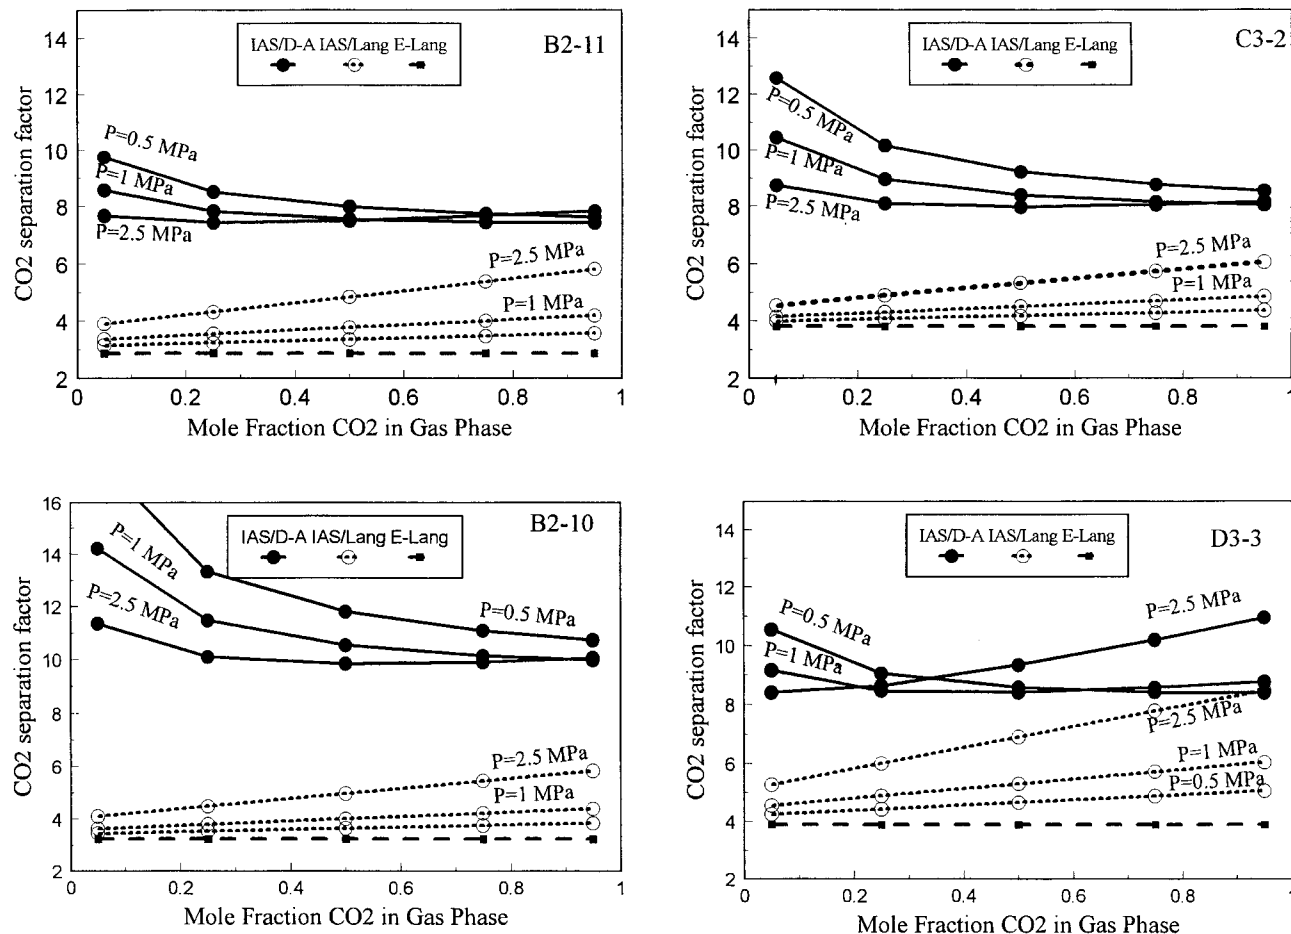 B2-11
IAS/D-A IAS/Lang E-Lang
CO2 separation factor
14
12
10
8
6
4
2
P=0.5 MPa
P=1 MPa
P=2.5 MPa
P=2.5 MPa
P=1 MPa
0
0.2
0.4
0.6
0.8
1
Mole Fraction CO2 in Gas Phase
C3-2
IAS/D-A IAS/Lang E-Lang
CO2 separation factor
14
12
10
8
6
4
2
P=0.5 MPa
P=1 MPa
P=2.5 MPa
P=2.5 MPa
P=1 MPa
0
0.2
0.4
0.6
0.8
1
Mole Fraction CO2 in Gas Phase
B2-10
IAS/D-A IAS/Lang E-Lang
CO2 separation factor
16
14
12
10
8
6
4
2
P=1 MPa
P=2.5 MPa
P=0.5 MPa
P=2.5 MPa
P=1 MPa
0
0.2
0.4
0.6
0.8
1
Mole Fraction CO2 in Gas Phase
D3-3
IAS/D-A IAS/Lang E-Lang
CO2 separation factor
14
12
10
8
6
4
2
P=0.5 MPa
P=1 MPa
P=2.5 MPa
P=2.5 MPa
P=1 MPa
P=0.5 MPa
0
0.2
0.4
0.6
0.8
1
Mole Fraction CO2 in Gas Phase